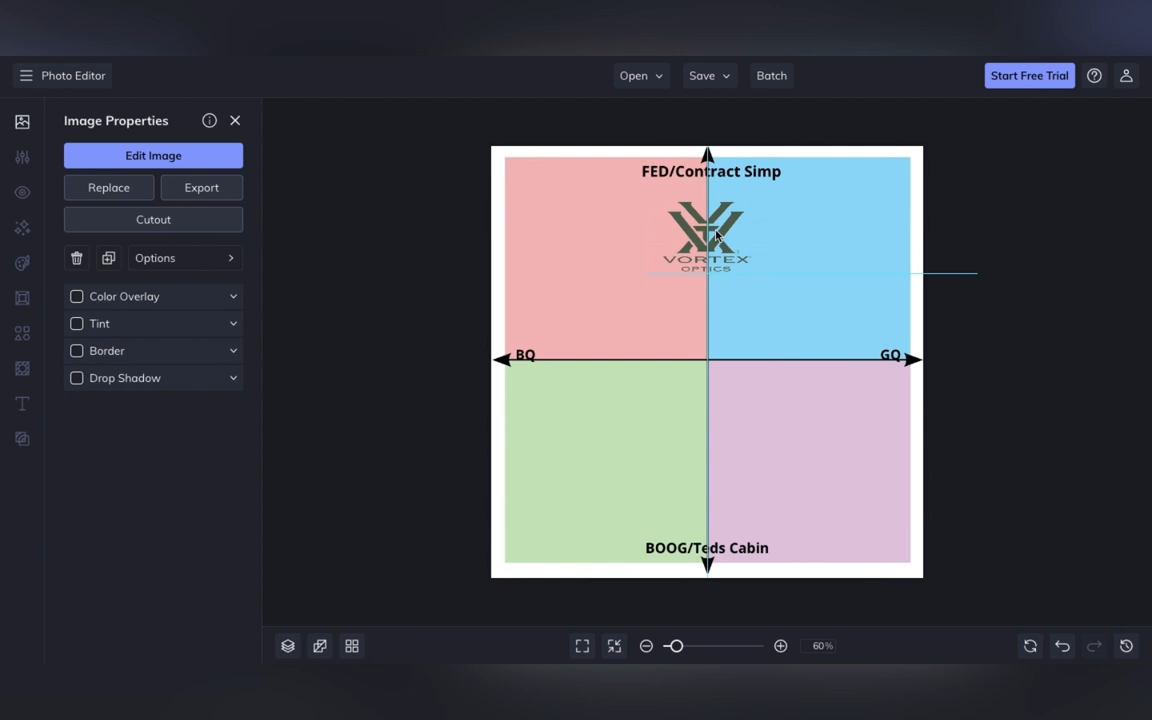 Photo Editor
Open
Save
Batch
Start Free Trial
Image Properties
Edit Image
Replace
Export
Cutout
Options
Color Overlay
Tint
Border
Drop Shadow
FED/Contract Simp
VORTEX
OPTICS
BQ
GQ
BOOG/Teds Cabin
60%